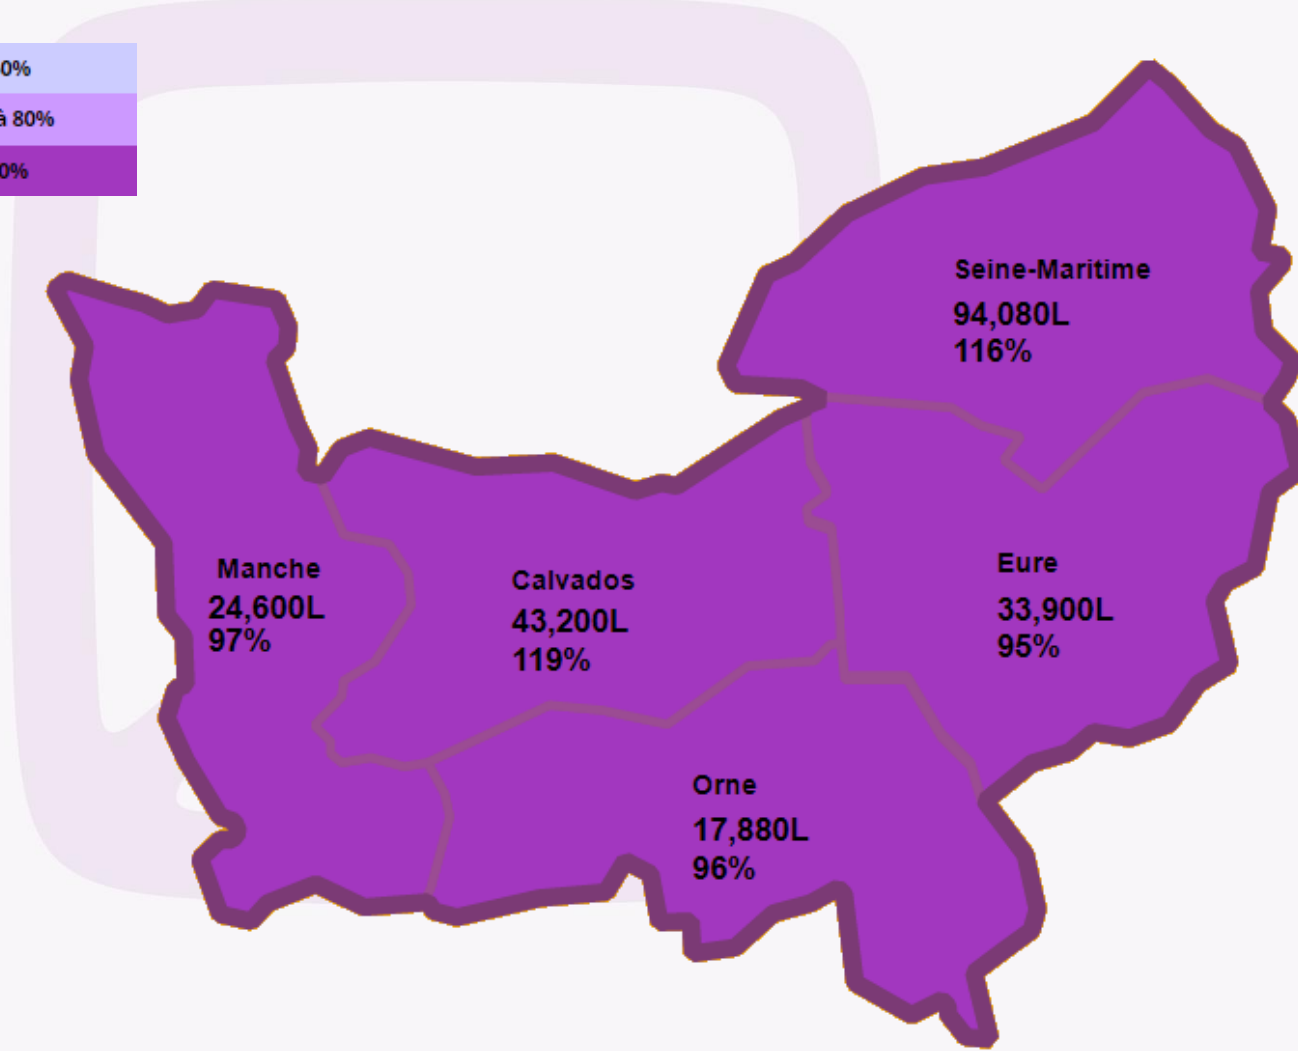 0%
à 80%
0%
Seine-Maritime
94,080L
116%
Manche
24,600L
97%
Calvados
43,200L
119%
Eure
33,900L
95%
Orne
17,880L
96%